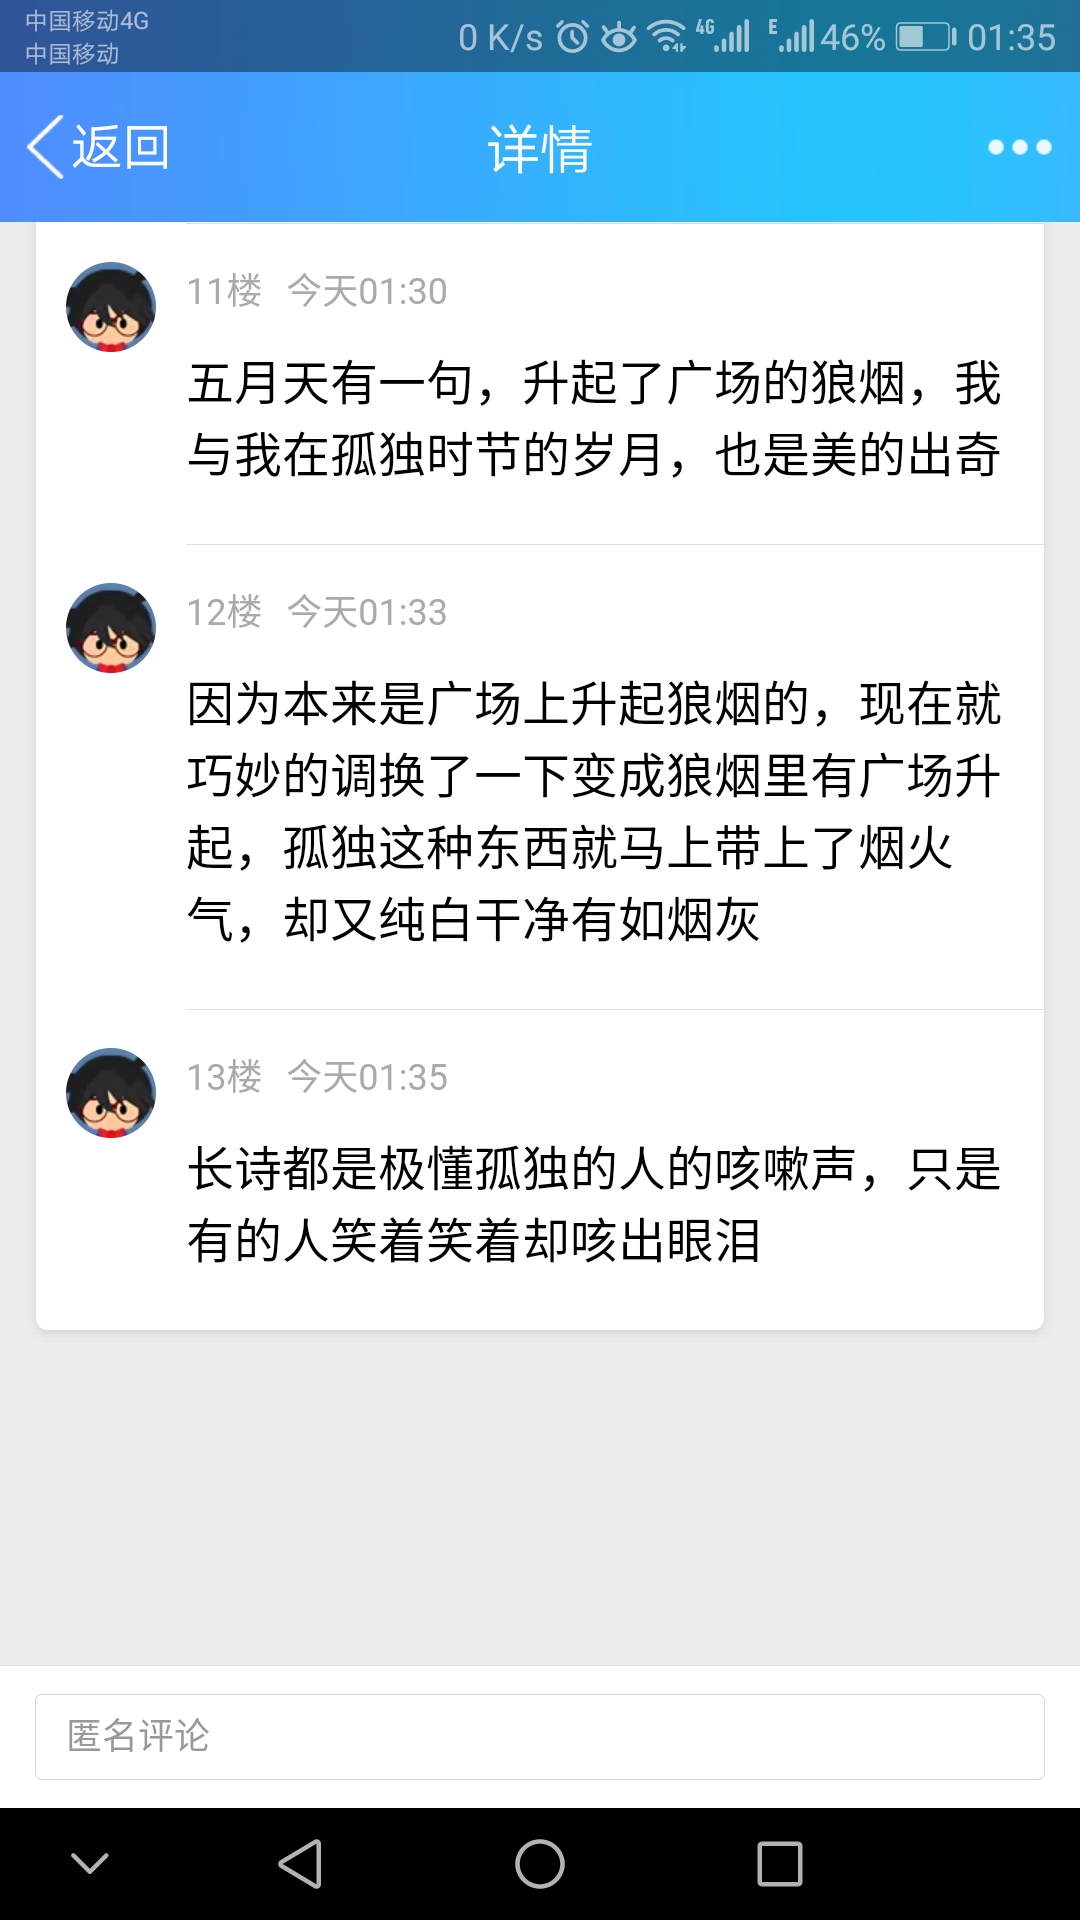 中国移动4G
中国移动
0 K/s 4G E 46% 01:35
返回 详情
11楼 今天01:30
五月天有一句，升起了广场的狼烟，我
与我在孤独时节的岁月，也是美的出奇
12楼 今天01:33
因为本来是广场上升起狼烟的，现在就
巧妙的调换了一下变成狼烟里有广场升
起，孤独这种东西就马上带上了烟火
气，却又纯白干净有如烟灰
13楼 今天01:35
长诗都是极懂孤独的人的咳嗽声，只是
有的人笑着笑着却咳出眼泪
匿名评论